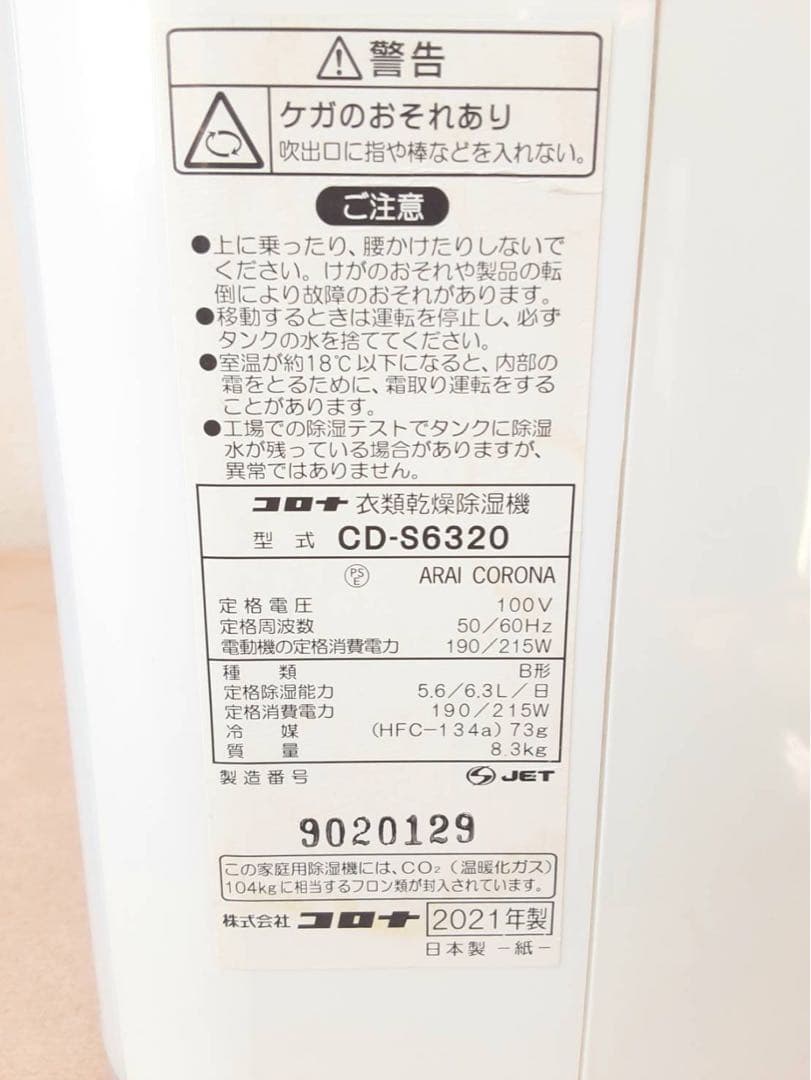 警告
ケガのおそれあり
吹出口に指や棒などを入れない。
ご注意
●上に乗ったり、腰かけたりしないで
ください。けがのおそれや製品の転
倒により故障のおそれがあります。
●移動するときは運転を停止し、必ず
タンクの水を捨ててください。
●室温が約18℃以下になると、内部の
霜をとるために、霜取り運転をする
ことがあります。
●工場での除湿テストでタンクに除湿
水が残っている場合がありますが、
異常ではありません。
コロナ 衣類乾燥除湿機
型式 CD-S6320
PSE ARAI CORONA
定格電圧 100V
定格周波数 50/60Hz
電動機の定格消費電力 190/215W
種類 B形
定格除湿能力 5.6/6.3L/日
定格消費電力 190/215W
冷媒 (HFC-134a) 73g
質量 8.3kg
製造番号 JET
9020129
この家庭用除湿機には、CO₂(温暖化ガス)
104kgに相当するフロン類が封入されています。
株式会社 コロナ 2021年製
日本製 -紙-